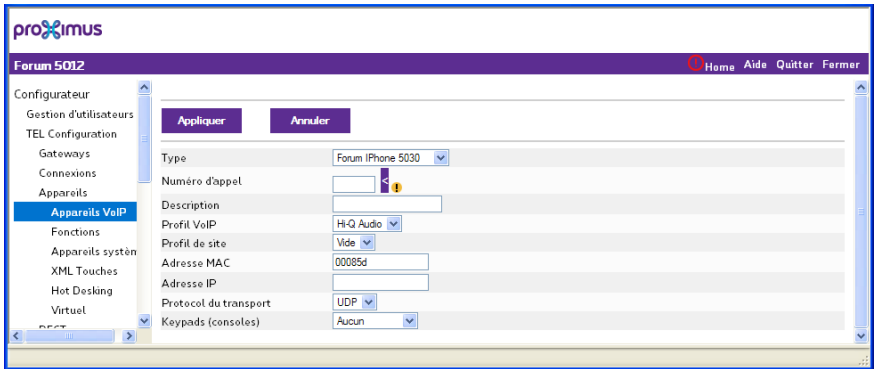 proximus
Forum 5012
Home Aide Quitter Fermer
Configurateur
Gestion d'utilisateurs
TEL Configuration
Gateways
Connexions
Appareils
Appareils VoIP
Fonctions
Appareils systèm
XML Touches
Hot Desking
Virtuel
DECT
Appliquer Annuler
Type Forum IPhone 5030
Numéro d'appel <
Description
Profil VoIP Hi-Q Audio
Profil de site Vide
Adresse MAC 00085d
Adresse IP
Protocol du transport UDP
Keypads (consoles) Aucun